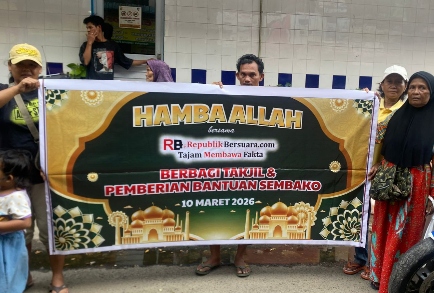 HAMBA ALLAH
bersama
RB RepublikBersuara.com
Tajam Membawa Fakta
BERBAGI TAKJIL &
PEMBERIAN BANTUAN SEMBAKO
10 MARET 2026